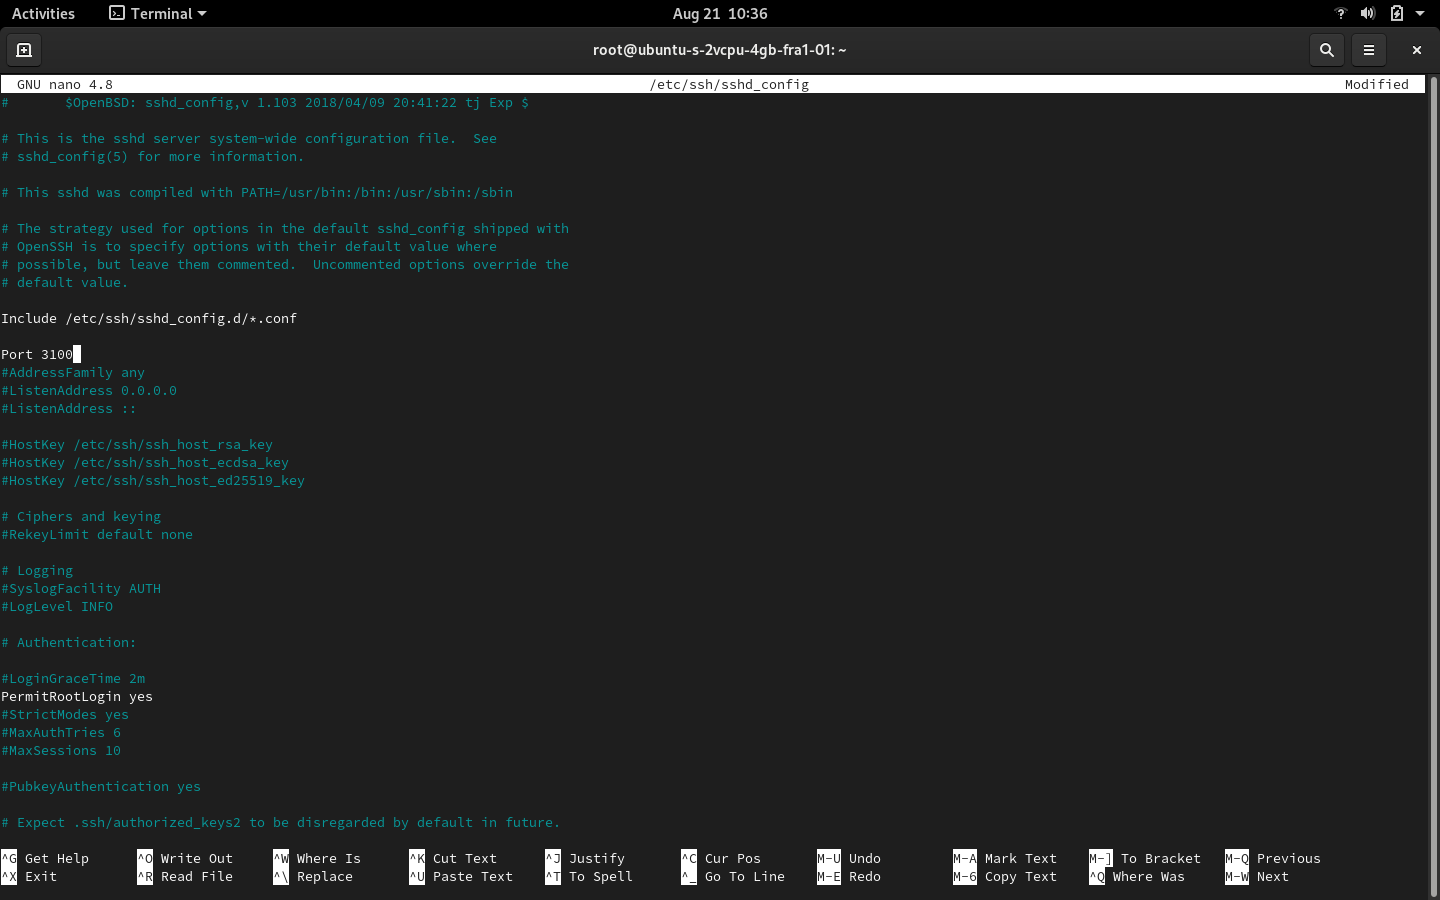 Activities Terminal Aug 21 10:36
root@ubuntu-s-2vcpu-4gb-fra1-01: ~
GNU nano 4.8 /etc/ssh/sshd_config Modified
#       $OpenBSD: sshd_config,v 1.103 2018/04/09 20:41:22 tj Exp $
# This is the sshd server system-wide configuration file.  See
# sshd_config(5) for more information.
# This sshd was compiled with PATH=/usr/bin:/bin:/usr/sbin:/sbin
# The strategy used for options in the default sshd_config shipped with
# OpenSSH is to specify options with their default value where
# possible, but leave them commented.  Uncommented options override the
# default value.
Include /etc/ssh/sshd_config.d/*.conf
Port 3100
#AddressFamily any
#ListenAddress 0.0.0.0
#ListenAddress ::
#HostKey /etc/ssh/ssh_host_rsa_key
#HostKey /etc/ssh/ssh_host_ecdsa_key
#HostKey /etc/ssh/ssh_host_ed25519_key
# Ciphers and keying
#RekeyLimit default none
# Logging
#SyslogFacility AUTH
#LogLevel INFO
# Authentication:
#LoginGraceTime 2m
PermitRootLogin yes
#StrictModes yes
#MaxAuthTries 6
#MaxSessions 10
#PubkeyAuthentication yes
# Expect .ssh/authorized_keys2 to be disregarded by default in future.
^G Get Help ^O Write Out ^W Where Is ^K Cut Text ^J Justify ^C Cur Pos M-U Undo M-A Mark Text M-] To Bracket M-Q Previous
^X Exit ^R Read File ^\ Replace ^U Paste Text ^T To Spell ^_ Go To Line M-E Redo M-6 Copy Text ^Q Where Was M-W Next